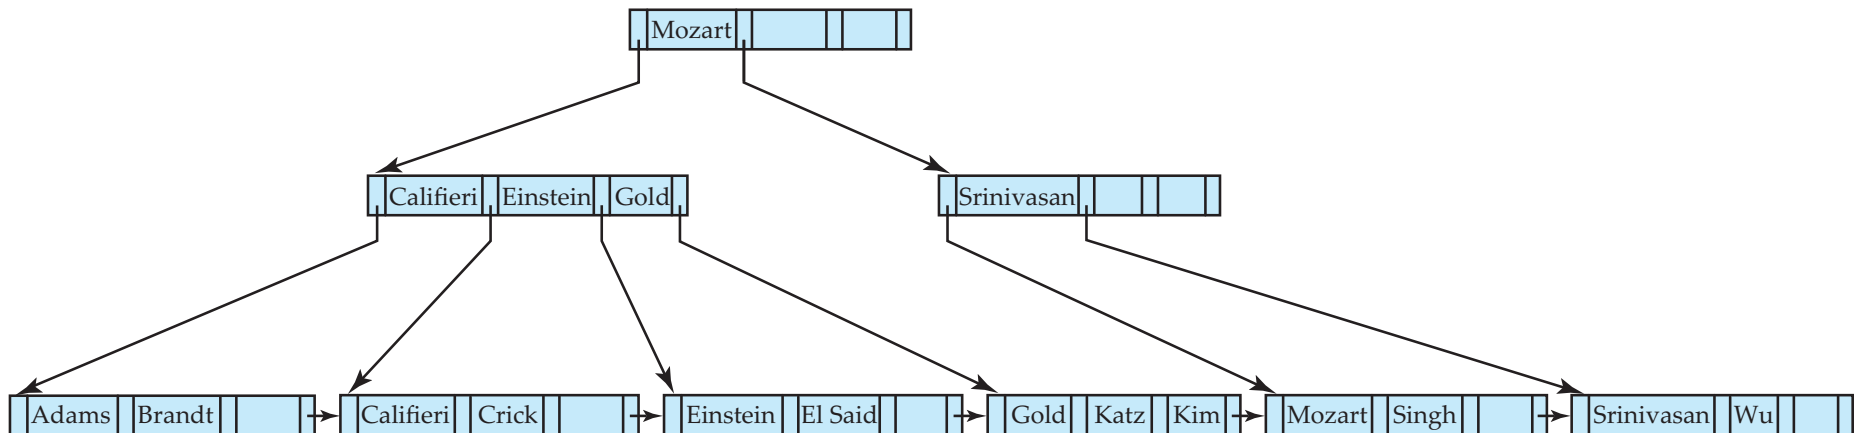 Mozart
Califieri Einstein Gold Srinivasan
Adams Brandt Califieri Crick Einstein El Said Gold Katz Kim Mozart Singh Srinivasan Wu